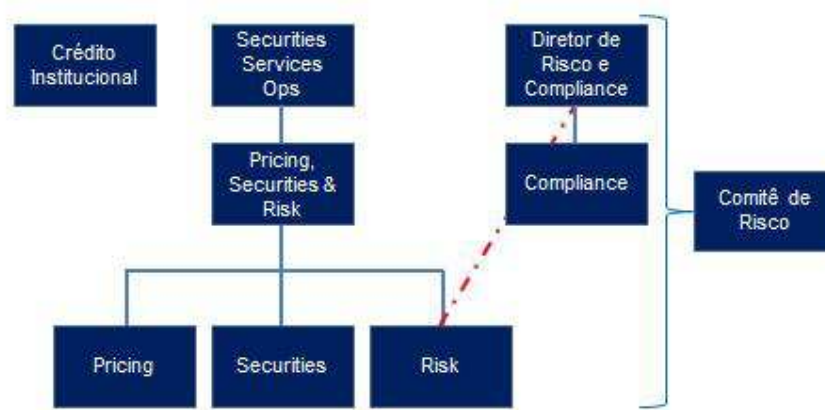 Crédito
Institucional
Securities
Services
Ops
Diretor de
Risco e
Compliance
Pricing,
Securities &
Risk
Compliance
Comitê de
Risco
Pricing
Securities
Risk